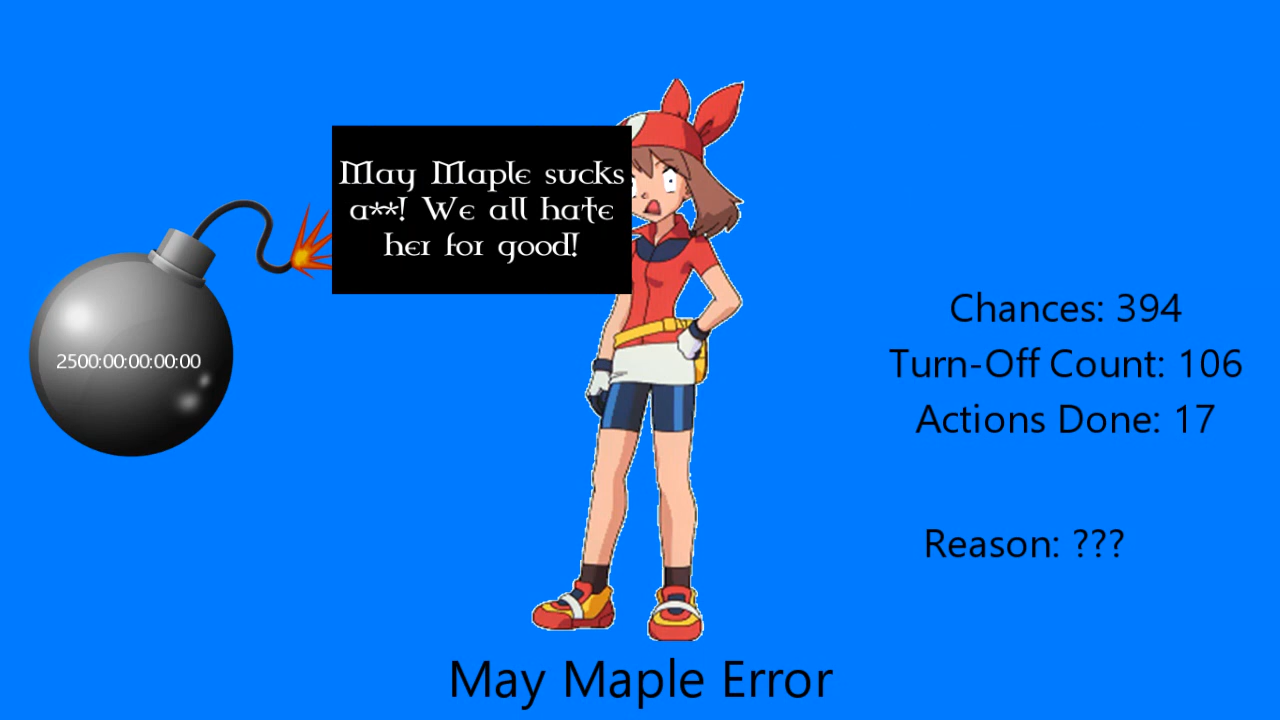 May Maple sucks
a**! We all hate
her for good!
2500:00:00:00:00
Chances: 394
Turn-Off Count: 106
Actions Done: 17
Reason: ???
May Maple Error